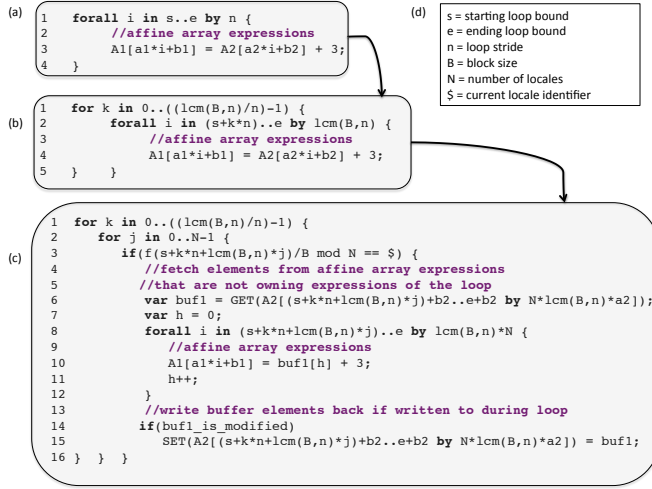 (a)
1 forall i in s..e by n {
2 //affine array expressions
3 A1[a1*i+b1] = A2[a2*i+b2] + 3;
4 }
(d)
s = starting loop bound
e = ending loop bound
n = loop stride
B = block size
N = number of locales
$ = current locale identifier
(b)
1 for k in 0..((lcm(B,n)/n)-1) {
2 forall i in (s+k*n)..e by lcm(B,n) {
3 //affine array expressions
4 A1[a1*i+b1] = A2[a2*i+b2] + 3;
5 } }
(c)
1 for k in 0..((lcm(B,n)/n)-1) {
2 for j in 0..N-1 {
3 if(f(s+k*n+lcm(B,n)*j)/B mod N == $) {
4 //fetch elements from affine array expressions
5 //that are not owning expressions of the loop
6 var buf1 = GET(A2[(s+k*n+lcm(B,n)*j)+b2..e+b2 by N*lcm(B,n)*a2]);
7 var h = 0;
8 forall i in (s+k*n+lcm(B,n)*j)..e by lcm(B,n)*N {
9 //affine array expressions
10 A1[a1*i+b1] = buf1[h] + 3;
11 h++;
12 }
13 //write buffer elements back if written to during loop
14 if(buf1_is_modified)
15 SET(A2[(s+k*n+lcm(B,n)*j)+b2..e+b2 by N*lcm(B,n)*a2]) = buf1;
16 } } }